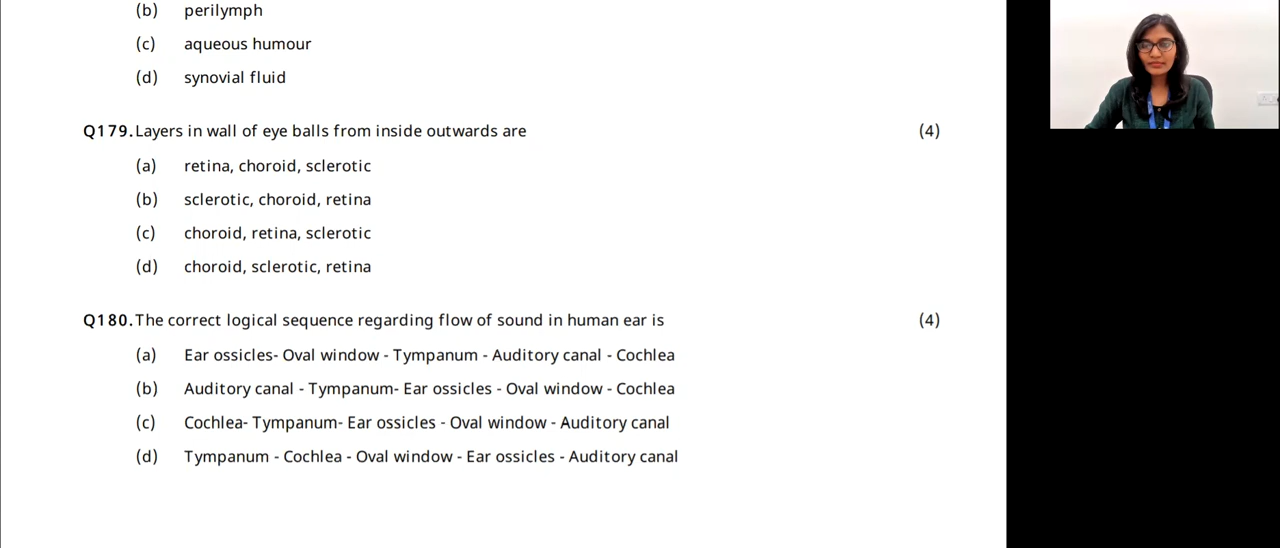 (b) perilymph
(c) aqueous humour
(d) synovial fluid
Q179. Layers in wall of eye balls from inside outwards are (4)
(a) retina, choroid, sclerotic
(b) sclerotic, choroid, retina
(c) choroid, retina, sclerotic
(d) choroid, sclerotic, retina
Q180. The correct logical sequence regarding flow of sound in human ear is (4)
(a) Ear ossicles- Oval window - Tympanum - Auditory canal - Cochlea
(b) Auditory canal - Tympanum- Ear ossicles - Oval window - Cochlea
(c) Cochlea- Tympanum- Ear ossicles - Oval window - Auditory canal
(d) Tympanum - Cochlea - Oval window - Ear ossicles - Auditory canal